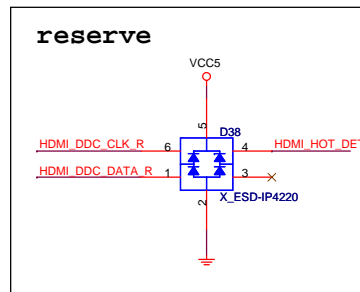 reserve
VCC5
5
D38
HDMI_DDC_CLK_R 6 4 HDMI_HOT_DET
HDMI_DDC_DATA_R 1 3
2
X_ESD-IP4220